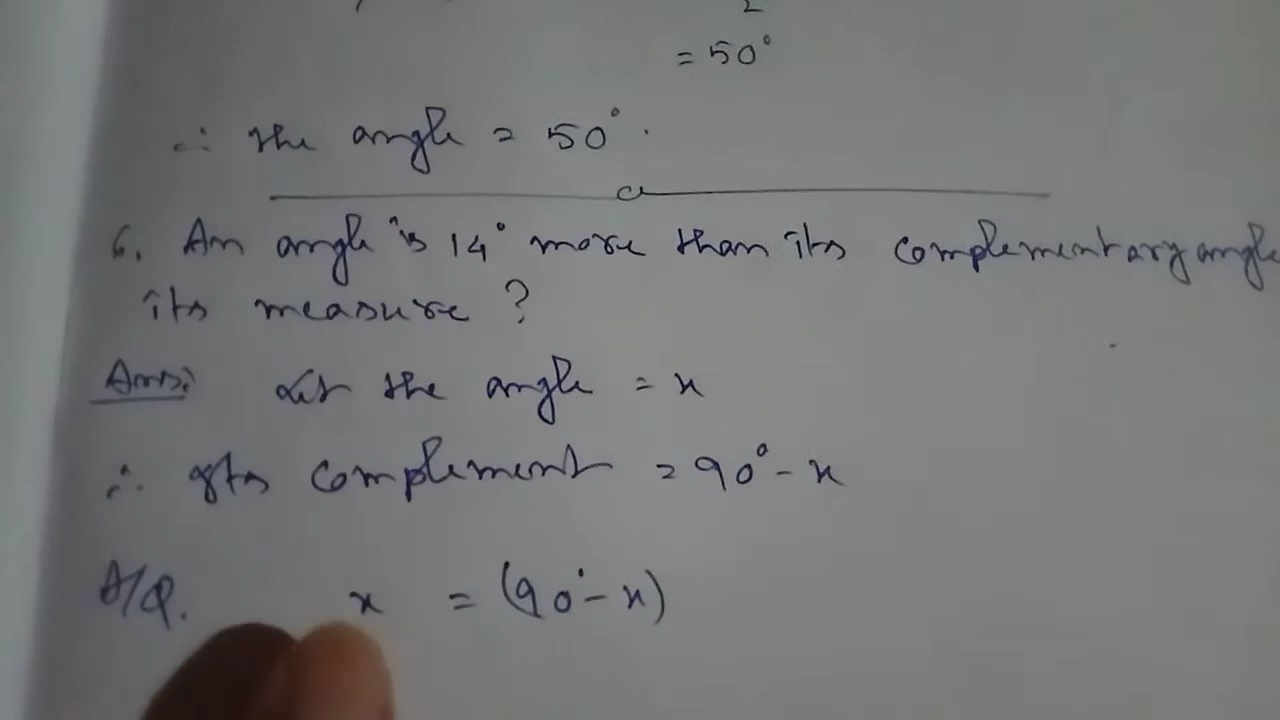 2
= 50°
∴ the angle = 50°.
6. An angle is 14° more than its complementary angle
its measure ?
Ans: Let the angle = x
∴ Its complement = 90° - x
A/Q. x = (90° - x)